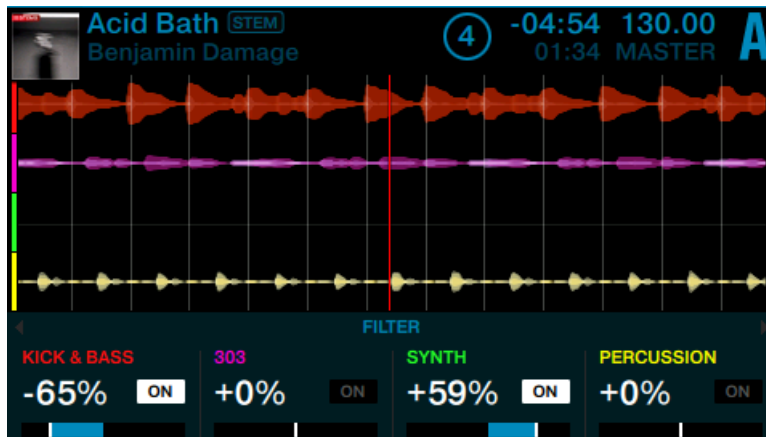 Acid Bath STEM
Benjamin Damage
4
-04:54 130.00
01:34 MASTER
A
FILTER
KICK & BASS 303 SYNTH PERCUSSION
-65% ON +0% ON +59% ON +0% ON